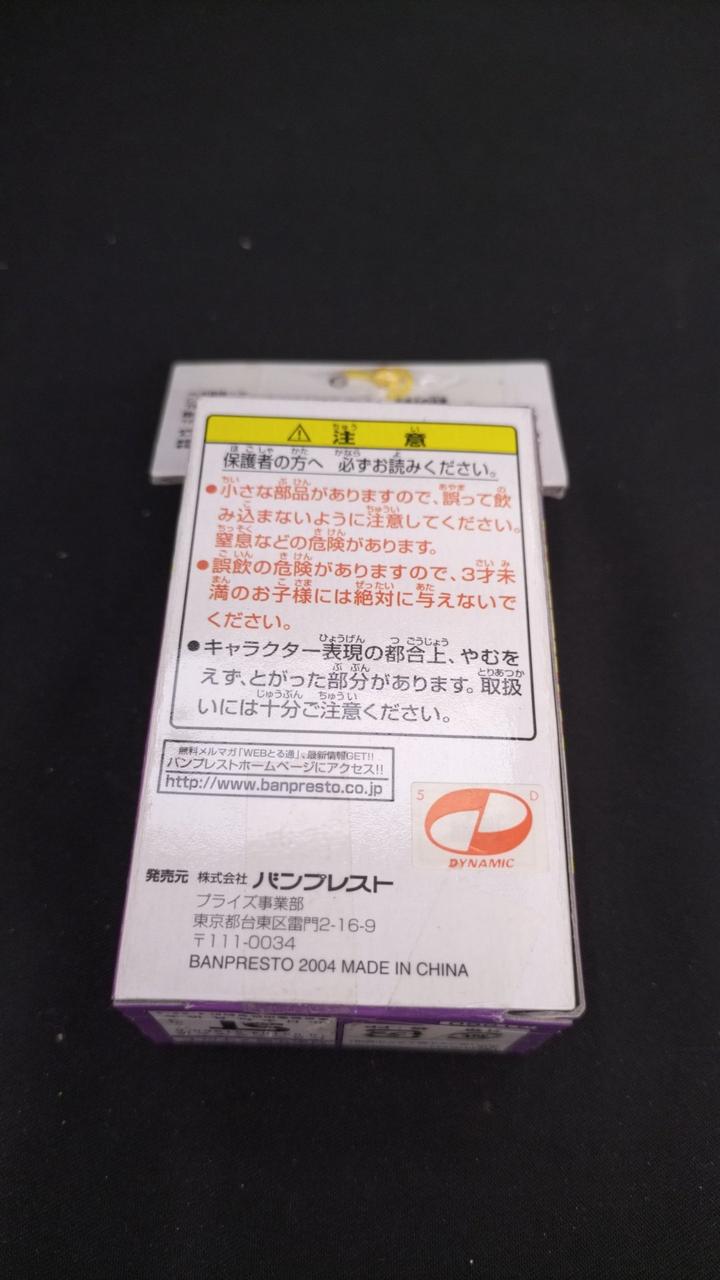 ⚠ 注意
保護者の方へ 必ずお読みください。
●小さな部品がありますので、誤って飲
み込まないように注意してください。
窒息などの危険があります。
●誤飲の危険がありますので、3才未
満のお子様には絶対に与えないで
ください。
●キャラクター表現の都合上、やむを
えず、とがった部分があります。取扱
いには十分ご注意ください。
無料メルマガ「WEBとる通」、最新情報GET!!
バンプレストホームページにアクセス!!
http://www.banpresto.co.jp
5 D
DYNAMIC
発売元 株式会社 バンプレスト
プライズ事業部
東京都台東区雷門2-16-9
〒111-0034
BANPRESTO 2004 MADE IN CHINA